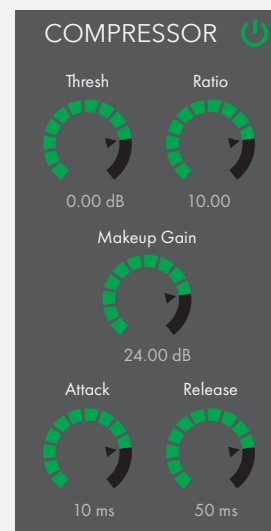 COMPRESSOR
Thresh Ratio
0.00 dB 10.00
Makeup Gain
24.00 dB
Attack Release
10 ms 50 ms